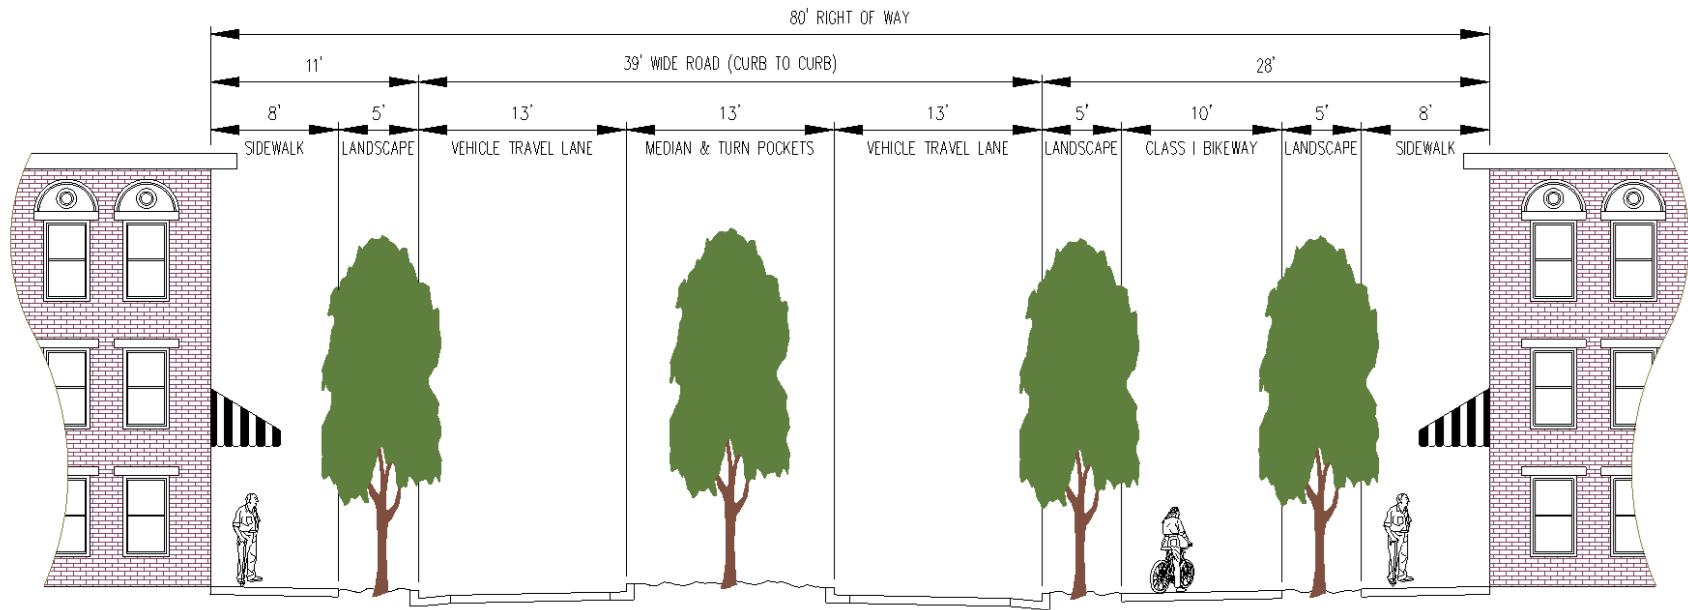 80' RIGHT OF WAY
11' 39' WIDE ROAD (CURB TO CURB) 28'
8' 5' 13' 13' 13' 5' 10' 5' 8'
SIDEWALK LANDSCAPE VEHICLE TRAVEL LANE MEDIAN & TURN POCKETS VEHICLE TRAVEL LANE LANDSCAPE CLASS I BIKEWAY LANDSCAPE SIDEWALK